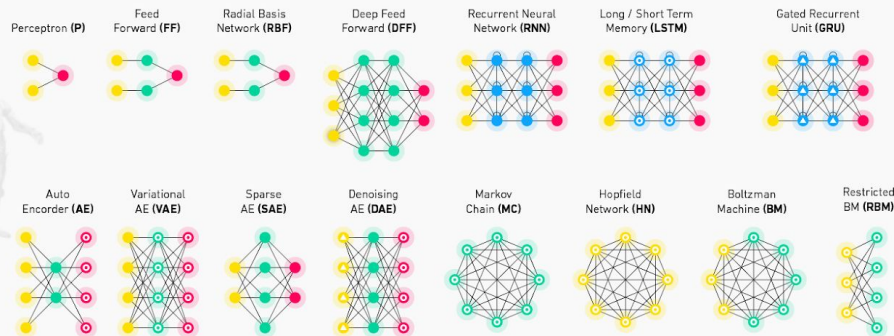 Perceptron (P)
Feed
Forward (FF)
Radial Basis
Network (RBF)
Deep Feed
Forward (DFF)
Recurrent Neural
Network (RNN)
Long / Short Term
Memory (LSTM)
Gated Recurrent
Unit (GRU)
Auto
Encorder (AE)
Variational
AE (VAE)
Sparse
AE (SAE)
Denoising
AE (DAE)
Markov
Chain (MC)
Hopfield
Network (HN)
Boltzman
Machine (BM)
Restricted
BM (RBM)